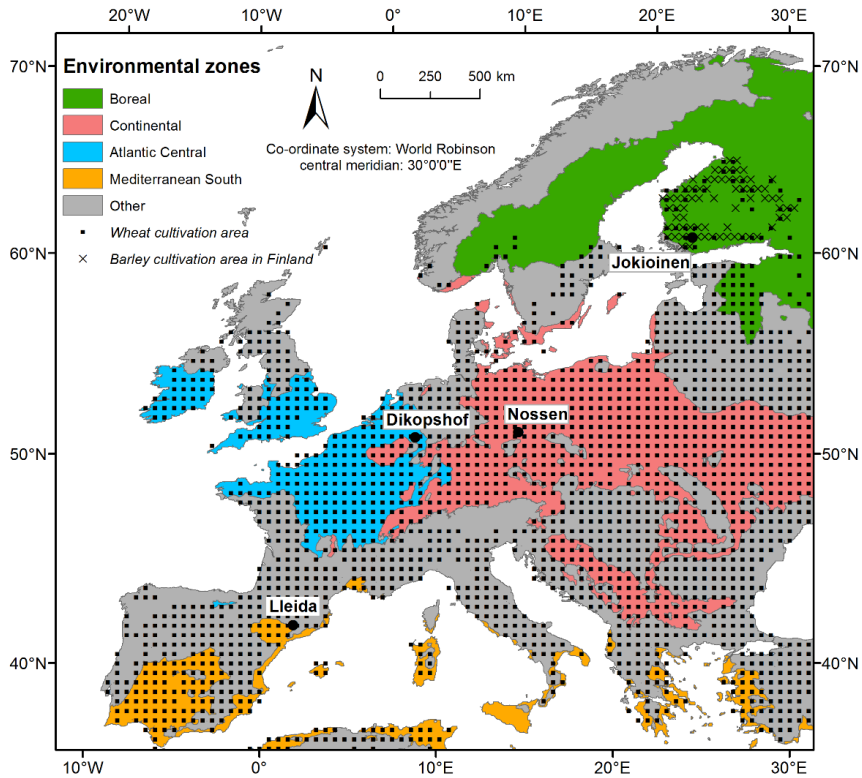 0° 10°E 20°E 30°E
70°N 70°N
Environmental zones
Boreal
Continental
Atlantic Central
Mediterranean South
Other
Wheat cultivation area
Barley cultivation area in Finland
N
0 250 500 km
Co-ordinate system: World Robinson
central meridian: 30°0'0"E
60°N 60°N
Jokioinen
Dikopshof
Nossen
50°N 50°N
Lleida
40°N 40°N
10°W 0° 10°E 20°E 30°E